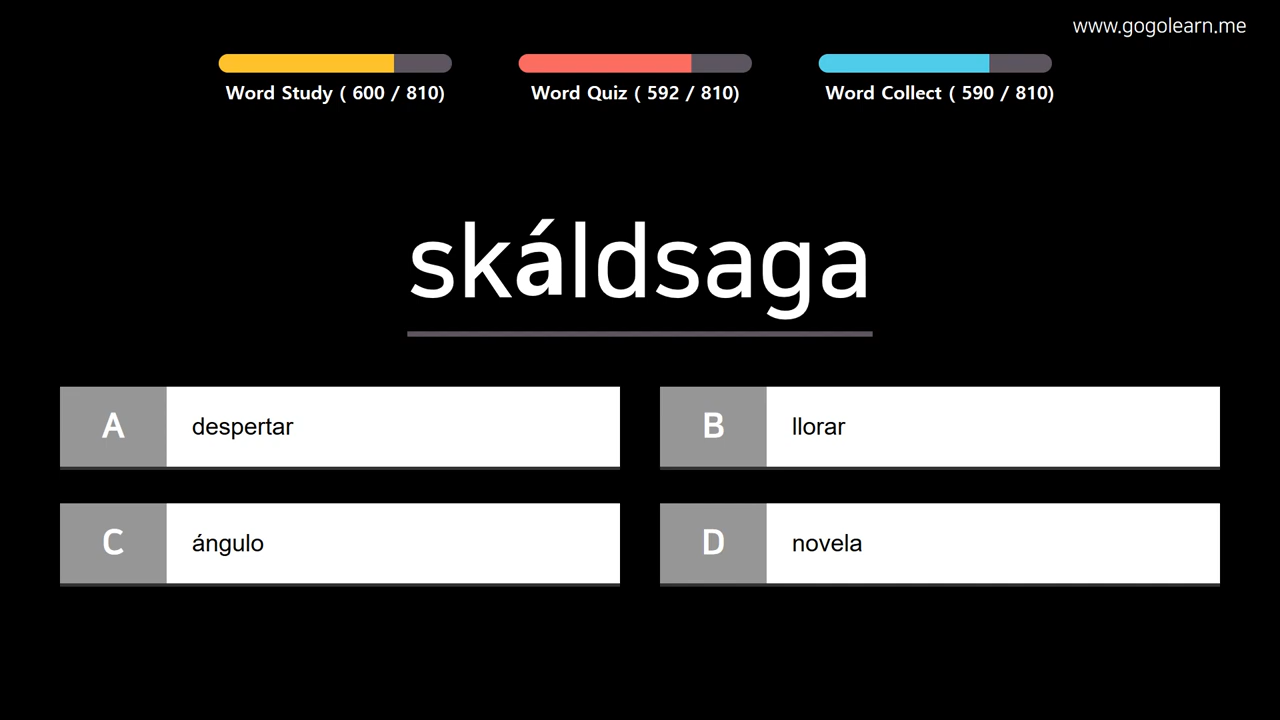 www.gogolearn.me
Word Study ( 600 / 810)
Word Quiz ( 592 / 810)
Word Collect ( 590 / 810)
skáldsaga
A despertar
B llorar
C ángulo
D novela